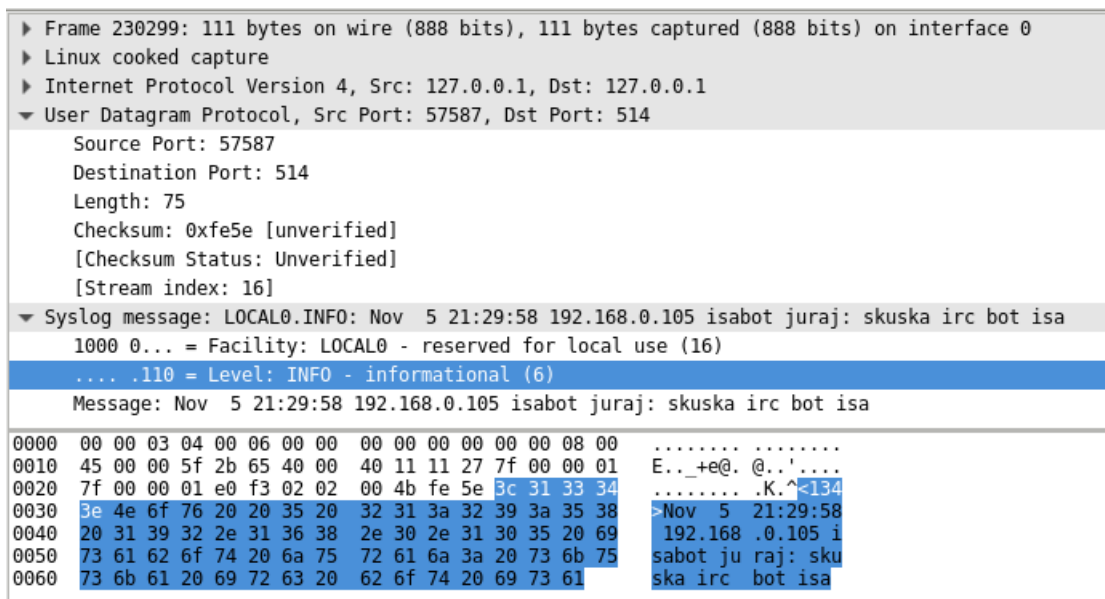 Frame 230299: 111 bytes on wire (888 bits), 111 bytes captured (888 bits) on interface 0
Linux cooked capture
Internet Protocol Version 4, Src: 127.0.0.1, Dst: 127.0.0.1
User Datagram Protocol, Src Port: 57587, Dst Port: 514
Source Port: 57587
Destination Port: 514
Length: 75
Checksum: 0xfe5e [unverified]
[Checksum Status: Unverified]
[Stream index: 16]
Syslog message: LOCAL0.INFO: Nov  5 21:29:58 192.168.0.105 isabot juraj: skuska irc bot isa
1000 0... = Facility: LOCAL0 - reserved for local use (16)
.... .110 = Level: INFO - informational (6)
Message: Nov  5 21:29:58 192.168.0.105 isabot juraj: skuska irc bot isa
0000  00 00 03 04 00 06 00 00  00 00 00 00 00 00 08 00  ........ ........
0010  45 00 00 5f 2b 65 40 00  40 11 11 27 7f 00 00 01  E.._+e@. @..'....
0020  7f 00 00 01 e0 f3 02 02  00 4b fe 5e 3c 31 33 34  ........ .K.^<134
0030  3e 4e 6f 76 20 20 35 20  32 31 3a 32 39 3a 35 38  >Nov  5  21:29:58
0040  20 31 39 32 2e 31 36 38  2e 30 2e 31 30 35 20 69   192.168 .0.105 i
0050  73 61 62 6f 74 20 6a 75  72 61 6a 3a 20 73 6b 75  sabot ju raj: sku
0060  73 6b 61 20 69 72 63 20  62 6f 74 20 69 73 61  ska irc  bot isa